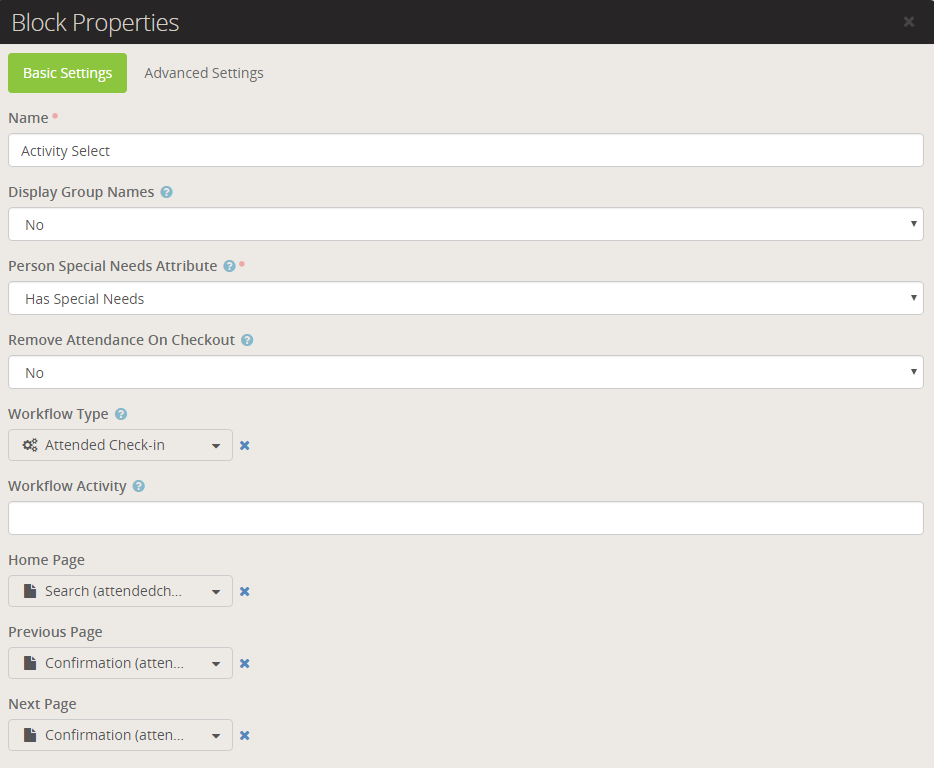 Block Properties
Basic Settings Advanced Settings
Name *
Activity Select
Display Group Names ?
No
Person Special Needs Attribute ? *
Has Special Needs
Remove Attendance On Checkout ?
No
Workflow Type ?
Attended Check-in
Workflow Activity ?
Home Page
Search (attendedch...
Previous Page
Confirmation (atten...
Next Page
Confirmation (atten...